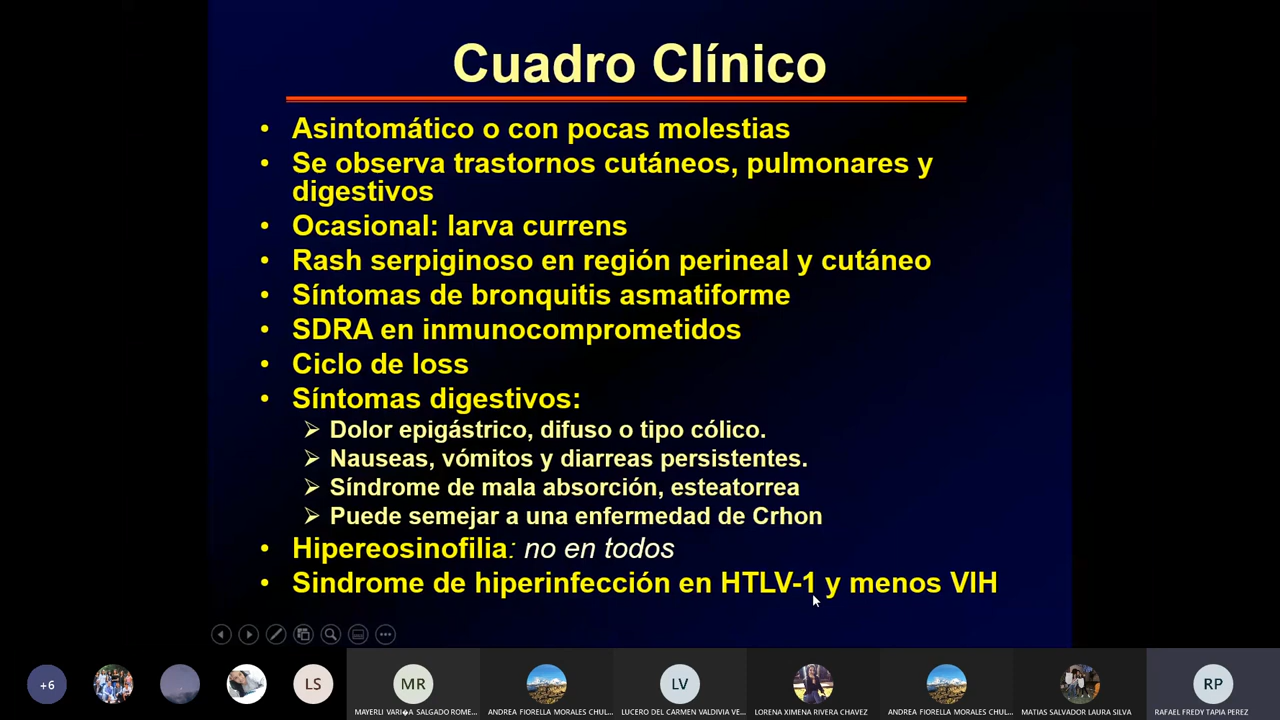 Cuadro Clínico
• Asintomático o con pocas molestias
• Se observa trastornos cutáneos, pulmonares y
digestivos
• Ocasional: larva currens
• Rash serpiginoso en región perineal y cutáneo
• Síntomas de bronquitis asmatiforme
• SDRA en inmunocomprometidos
• Ciclo de loss
• Síntomas digestivos:
➢ Dolor epigástrico, difuso o tipo cólico.
➢ Nauseas, vómitos y diarreas persistentes.
➢ Síndrome de mala absorción, esteatorrea
➢ Puede semejar a una enfermedad de Crhon
• Hipereosinofilia: no en todos
• Sindrome de hiperinfección en HTLV-1 y menos VIH
+6
LS
MR
LV
RP
MAYERLI VARI�A SALGADO ROME...
ANDREA FIORELLA MORALES CHUL...
LUCERO DEL CARMEN VALDIVIA VE...
LORENA XIMENA RIVERA CHAVEZ
ANDREA FIORELLA MORALES CHUL...
MATIAS SALVADOR LAURA SILVA
RAFAEL FREDY TAPIA PEREZ